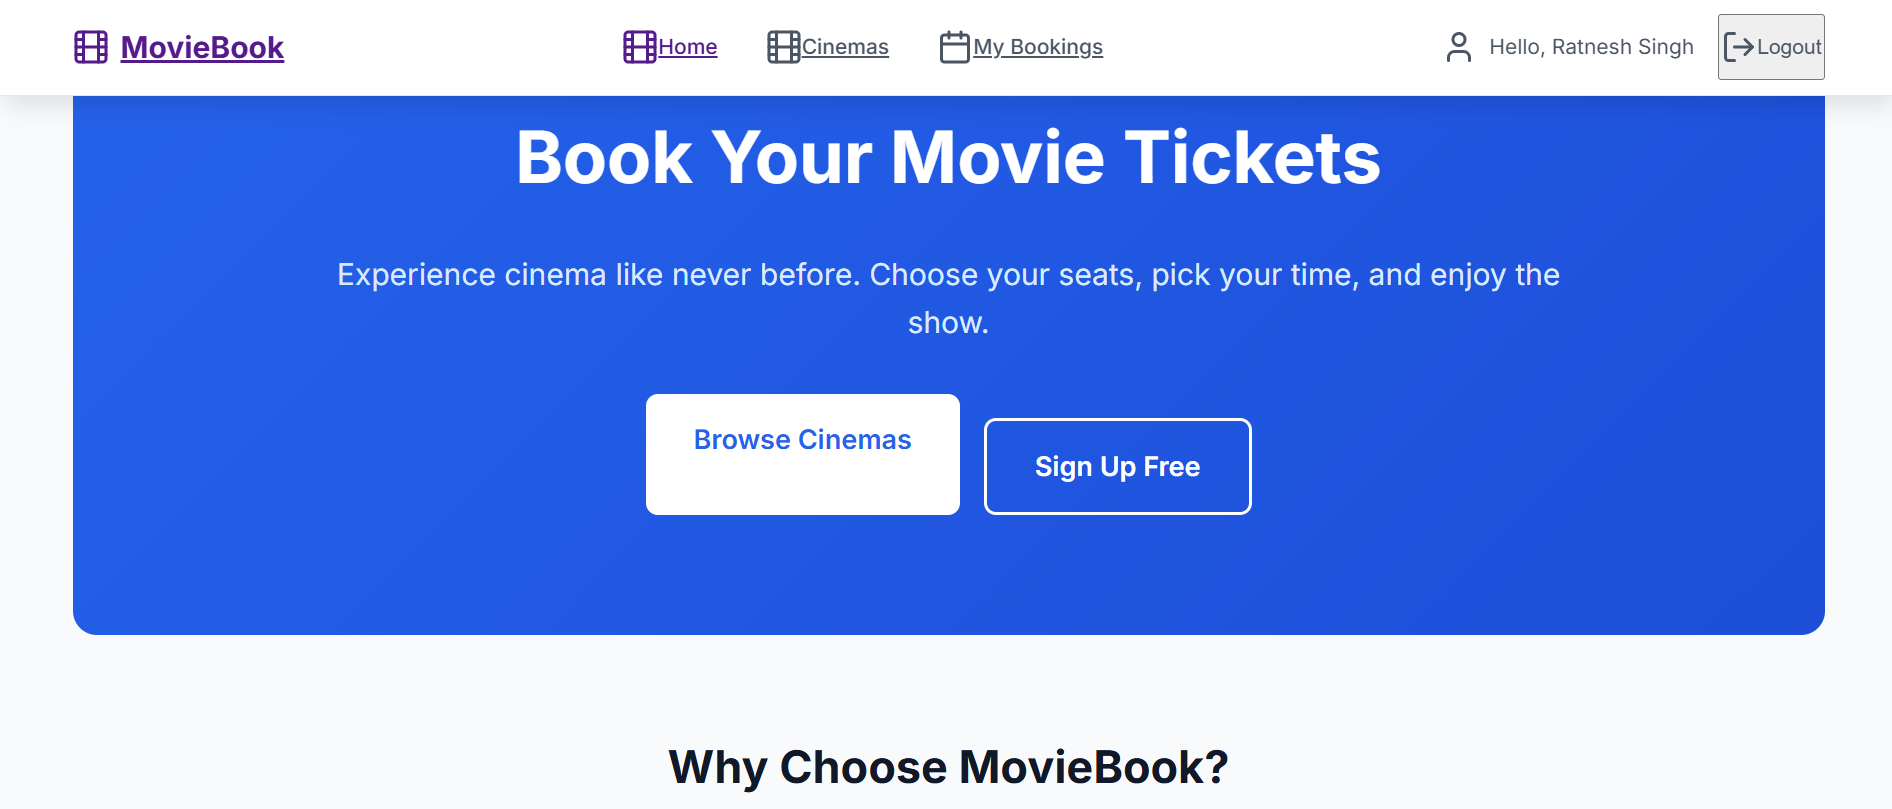 MovieBook
Home
Cinemas
My Bookings
Hello, Ratnesh Singh
Logout
Book Your Movie Tickets
Experience cinema like never before. Choose your seats, pick your time, and enjoy the
show.
Browse Cinemas
Sign Up Free
Why Choose MovieBook?